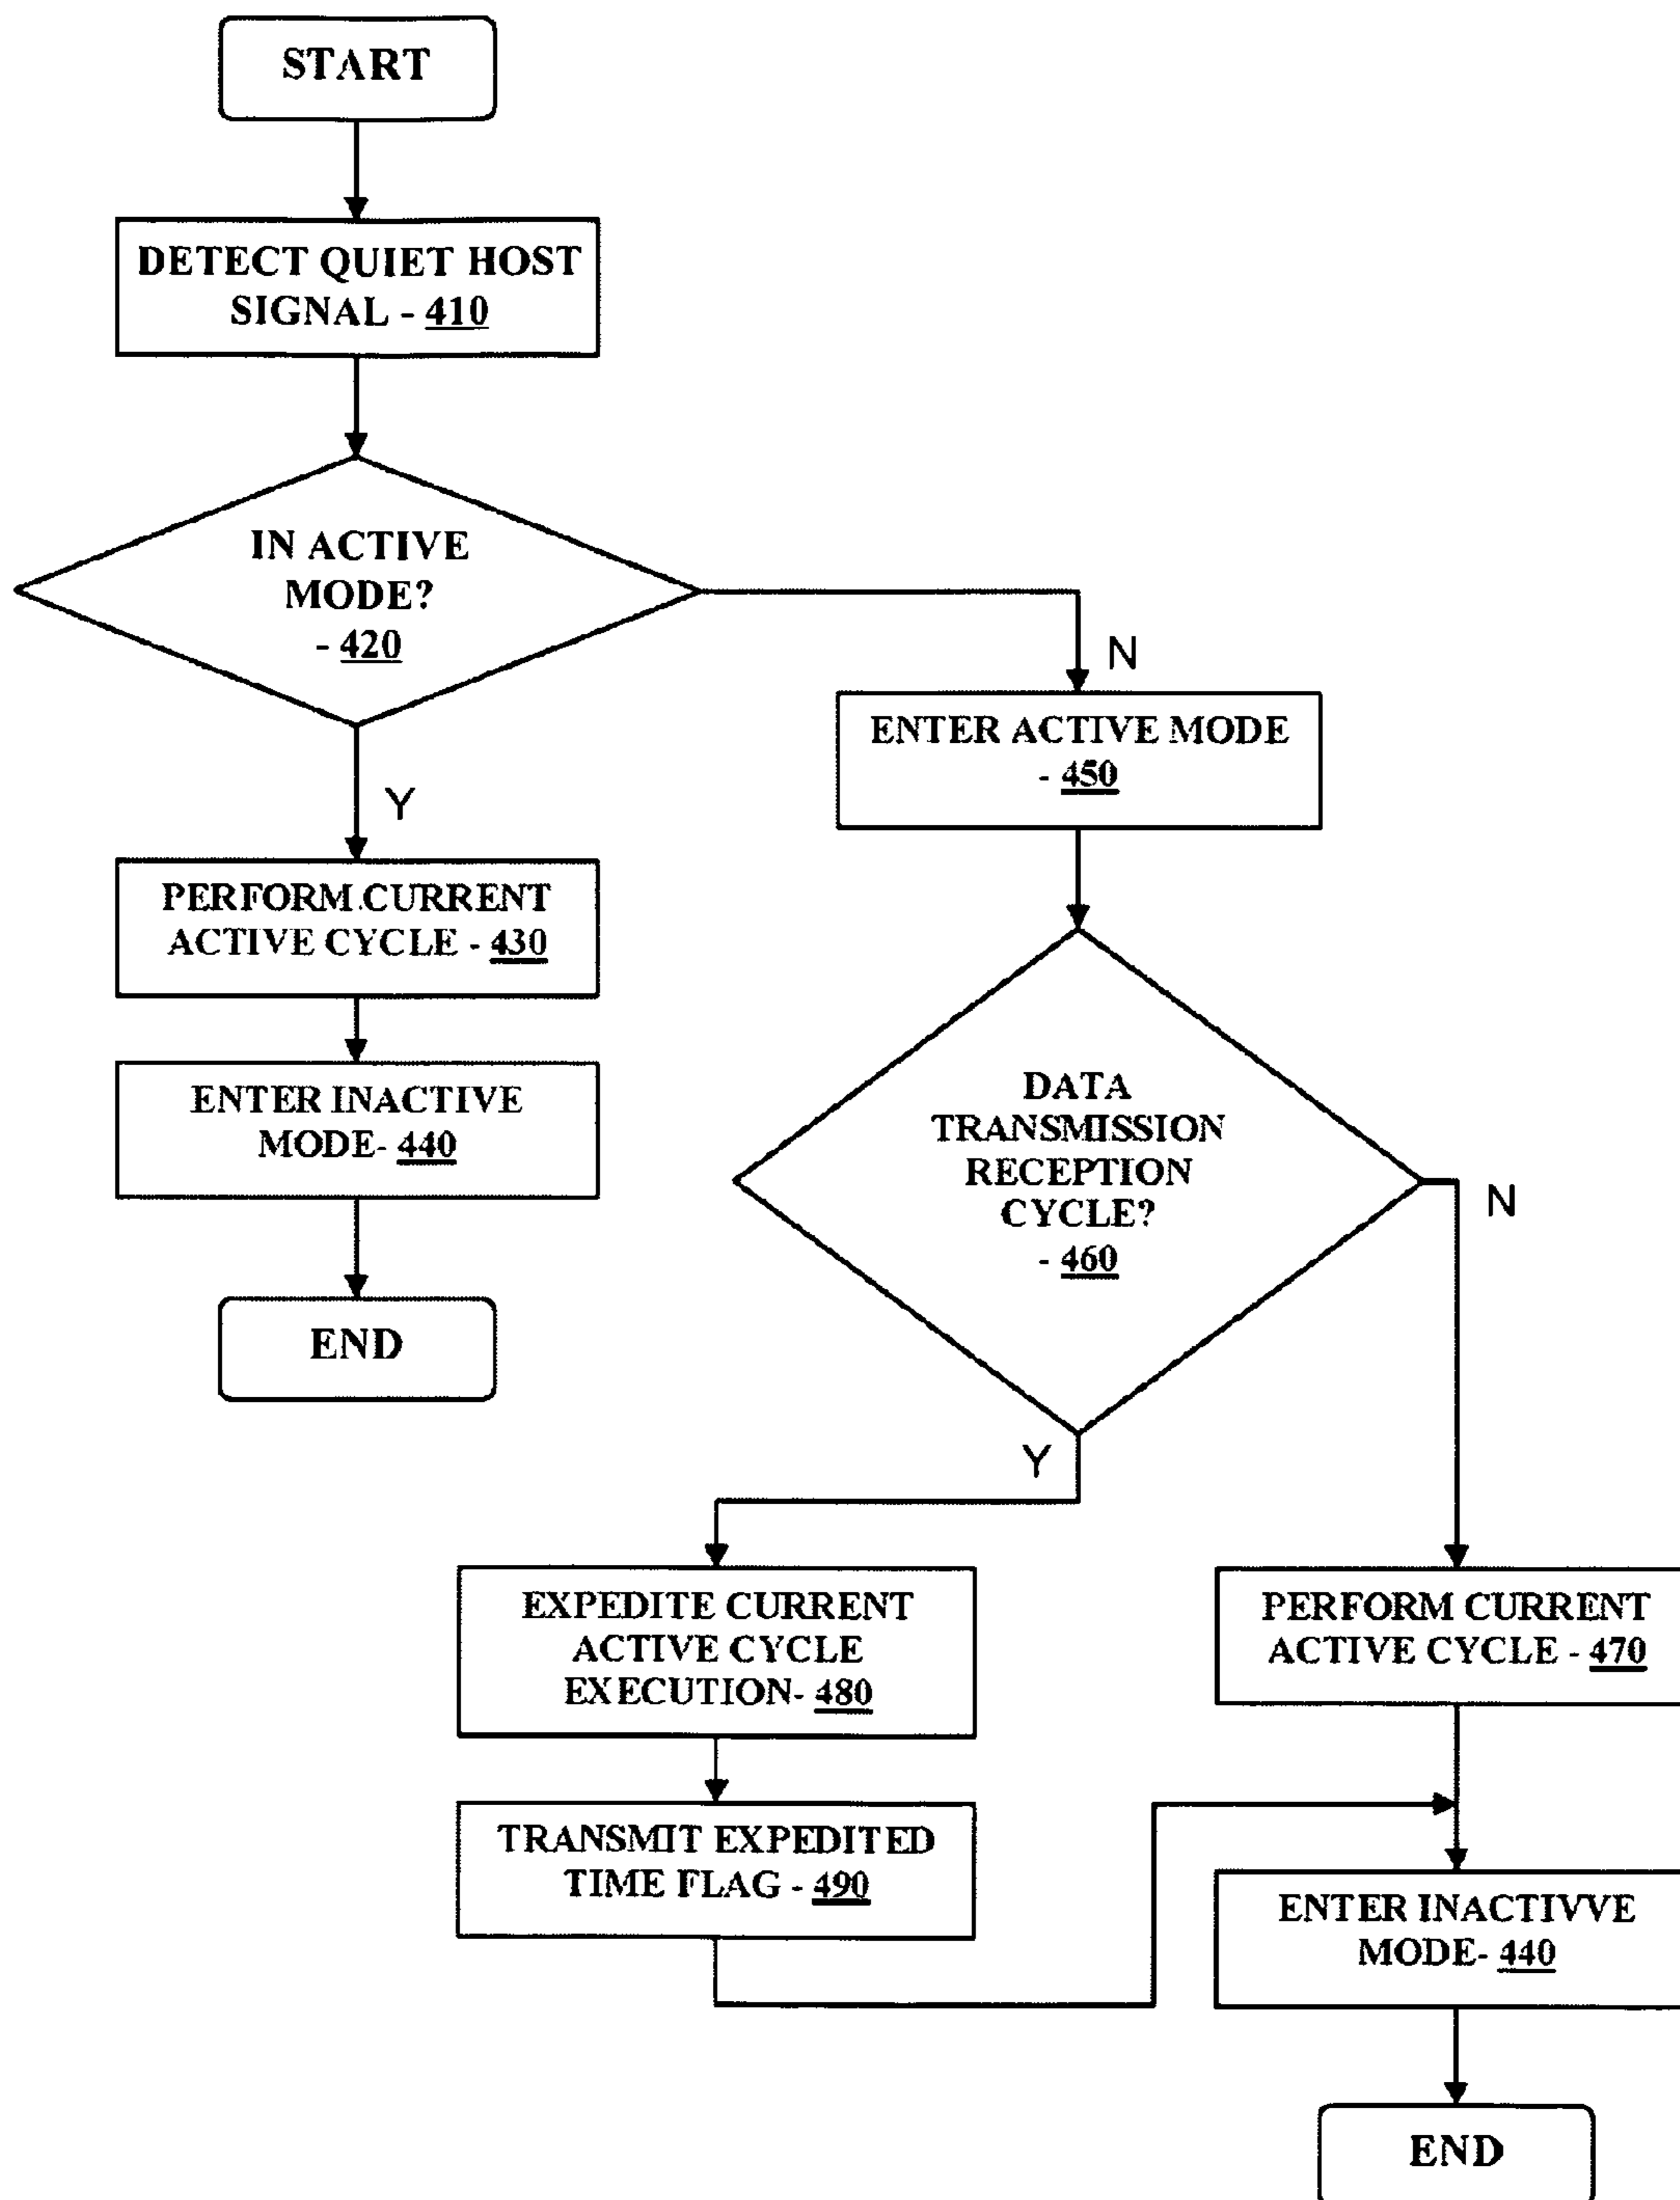 START
DETECT QUIET HOST
SIGNAL - 410
IN ACTIVE
MODE?
- 420
N
Y
ENTER ACTIVE MODE
- 450
PERFORM CURRENT
ACTIVE CYCLE - 430
ENTER INACTIVE
MODE- 440
END
DATA
TRANSMISSION
RECEPTION
CYCLE?
- 460
N
Y
EXPEDITE CURRENT
ACTIVE CYCLE
EXECUTION- 480
PERFORM CURRENT
ACTIVE CYCLE - 470
TRANSMIT EXPEDITED
TIME FLAG - 490
ENTER INACTIVVE
MODE- 440
END